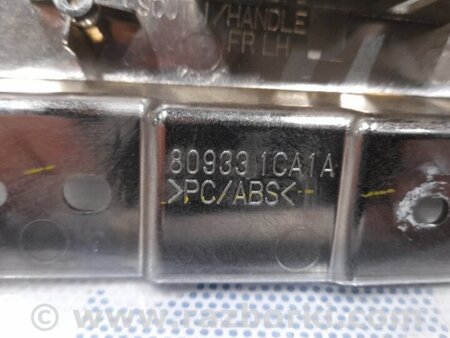 /HANDLE
FR LH
80933 1CA1A
>PC/ABS<
© www.razborki.com